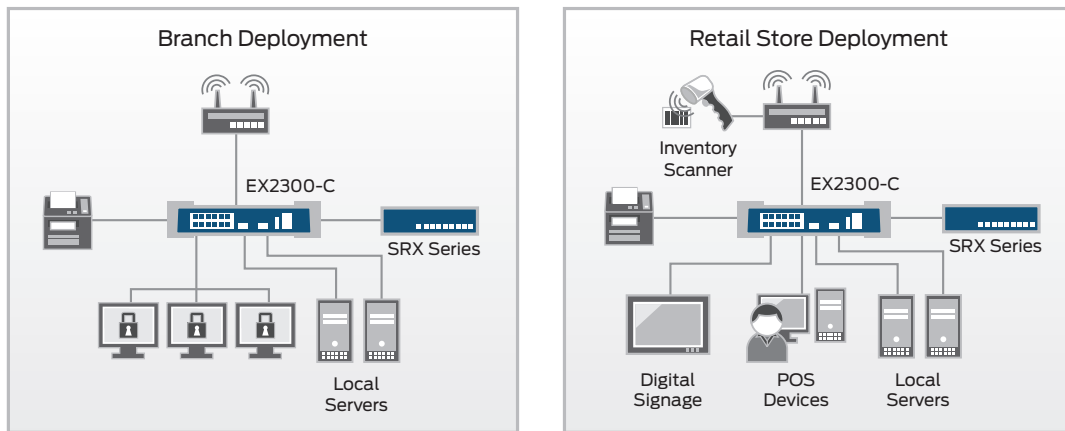 Branch Deployment
EX2300-C
SRX Series
Local
Servers
Retail Store Deployment
Inventory
Scanner
EX2300-C
SRX Series
Digital
Signage
POS
Devices
Local
Servers